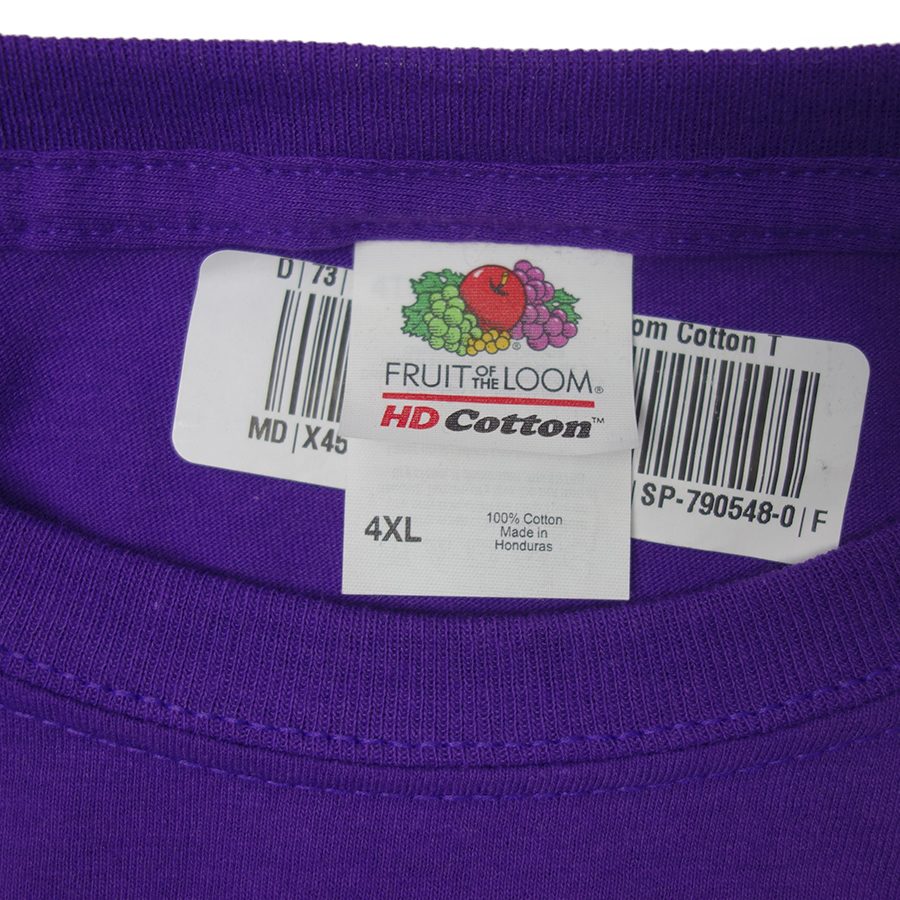 D | 73 |
MD | X45
FRUIT OF THE LOOM®
HD Cotton™
4XL
100% Cotton
Made in
Honduras
om Cotton T
| SP-790548-0 | F